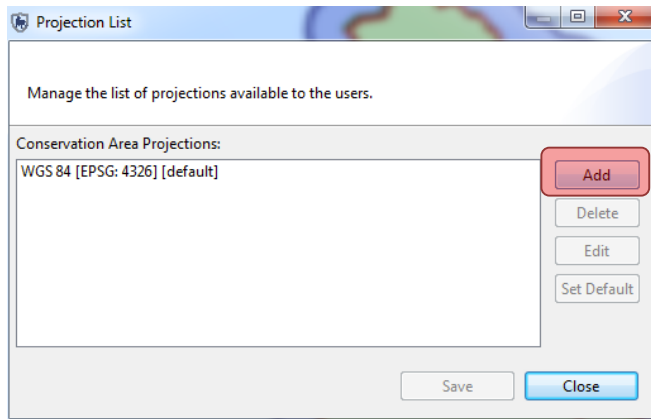 Projection List
Manage the list of projections available to the users.
Conservation Area Projections:
WGS 84 [EPSG: 4326] [default]
Add
Delete
Edit
Set Default
Save
Close